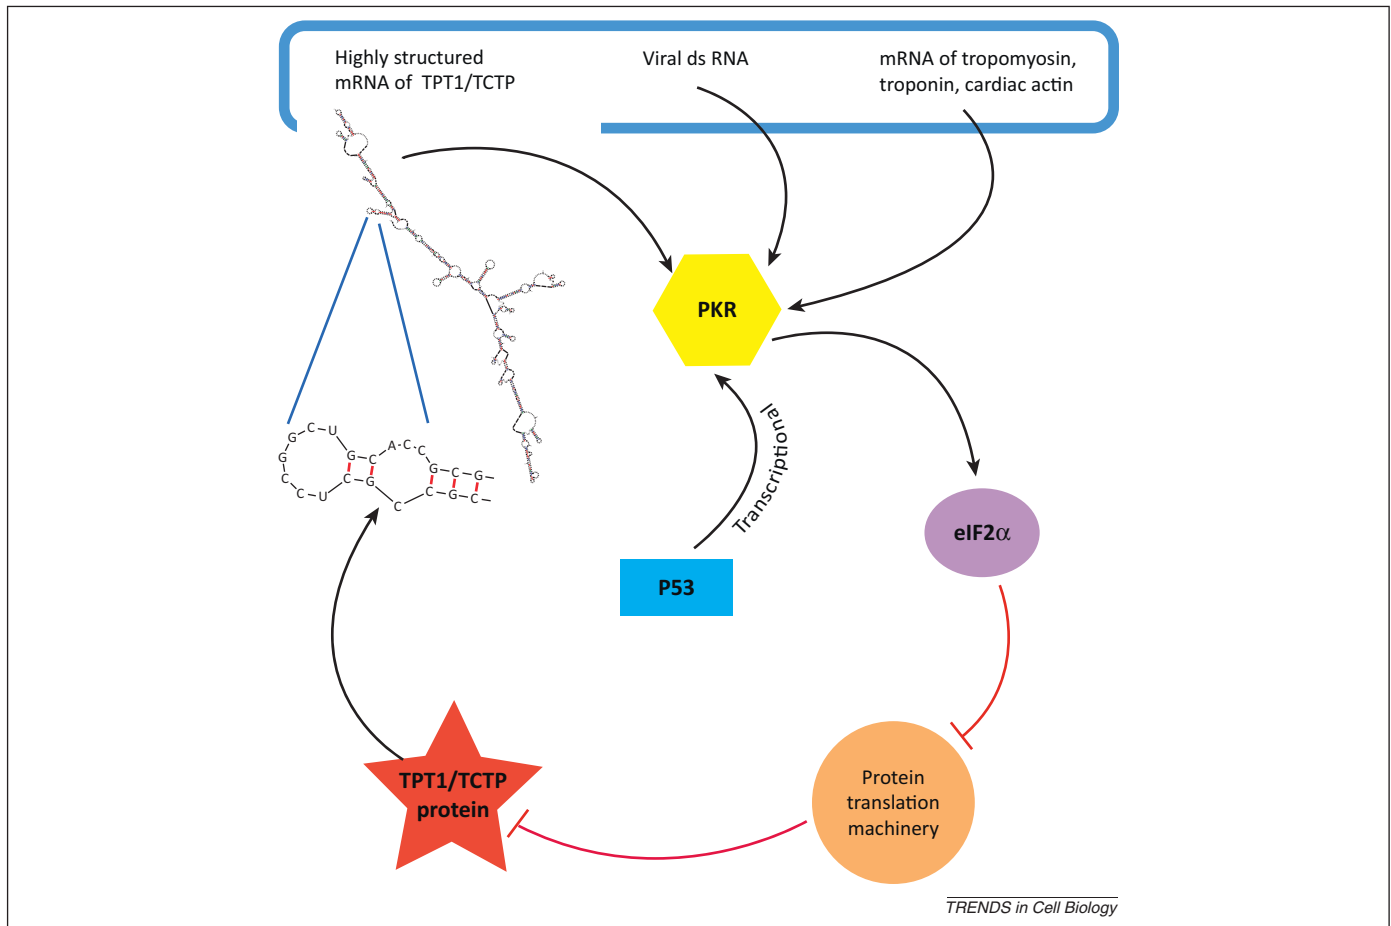 Highly structured
mRNA of TPT1/TCTP
Viral ds RNA
mRNA of tropomyosin,
troponin, cardiac actin
PKR
Transcriptional
P53
eIF2α
Protein
translation
machinery
TPT1/TCTP
protein
G C U G C A C C G C G
G C C C U C G C C G C
TRENDS in Cell Biology